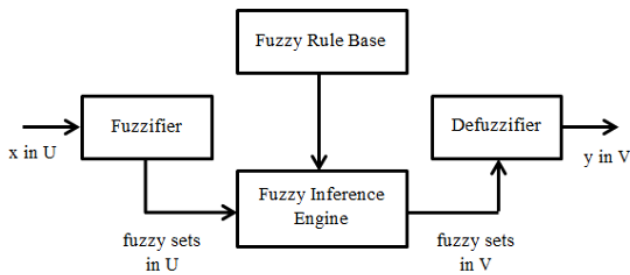 Fuzzy Rule Base
Fuzzifier
Defuzzifier
x in U
y in V
Fuzzy Inference
Engine
fuzzy sets
in U
fuzzy sets
in V